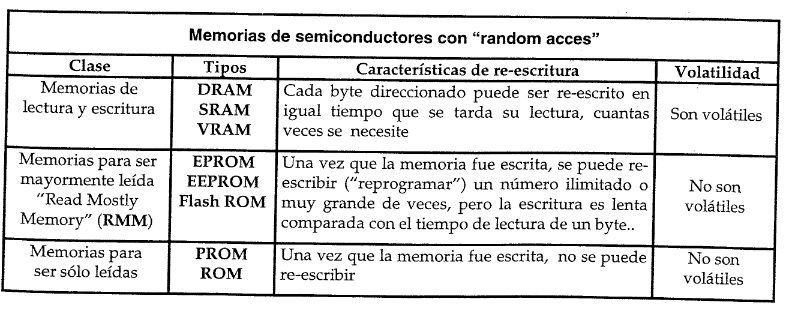 Memorias de semiconductores con “random acces”
Clase Tipos Características de re-escritura Volatilidad
Memorias de
lectura y escritura
DRAM
SRAM
VRAM
Cada byte direccionado puede ser re-escrito en
igual tiempo que se tarda su lectura, cuantas
veces se necesite
Son volátiles
Memorias para ser
mayormente leída
“Read Mostly
Memory” (RMM)
EPROM
EEPROM
Flash ROM
Una vez que la memoria fue escrita, se puede re-
escribir (“reprogramar”) un número ilimitado o
muy grande de veces, pero la escritura es lenta
comparada con el tiempo de lectura de un byte..
No son
volátiles
Memorias para
ser sólo leídas
PROM
ROM
Una vez que la memoria fue escrita, no se puede
re-escribir
No son
volátiles